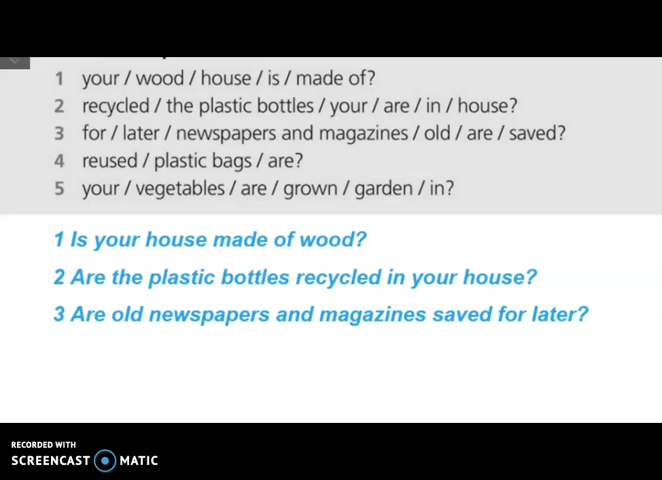 1 your / wood / house / is / made of?
2 recycled / the plastic bottles / your / are / in / house?
3 for / later / newspapers and magazines / old / are / saved?
4 reused / plastic bags / are?
5 your / vegetables / are / grown / garden / in?
1 Is your house made of wood?
2 Are the plastic bottles recycled in your house?
3 Are old newspapers and magazines saved for later?
RECORDED WITH
SCREENCAST MATIC